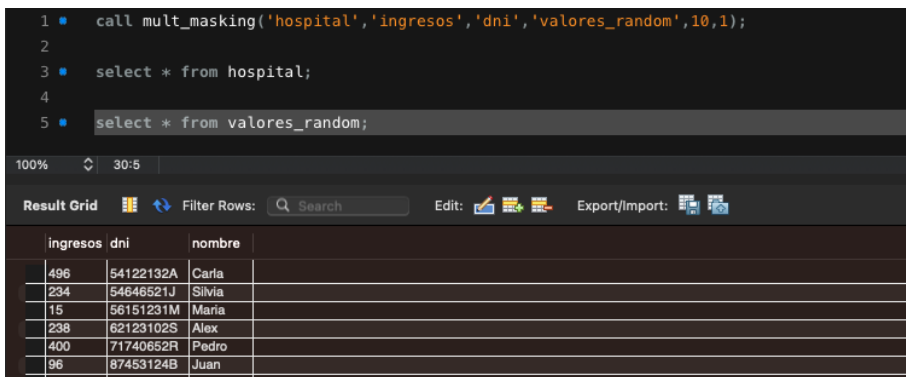 1 call mult_masking('hospital','ingresos','dni','valores_random',10,1);
2
3 select * from hospital;
4
5 select * from valores_random;
100% 30:5
Result Grid Filter Rows: Search Edit: Export/Import:
ingresos dni nombre
496 54122132A Carla
234 54646521J Silvia
15 56151231M Maria
238 62123102S Alex
400 71740652R Pedro
96 87453124B Juan